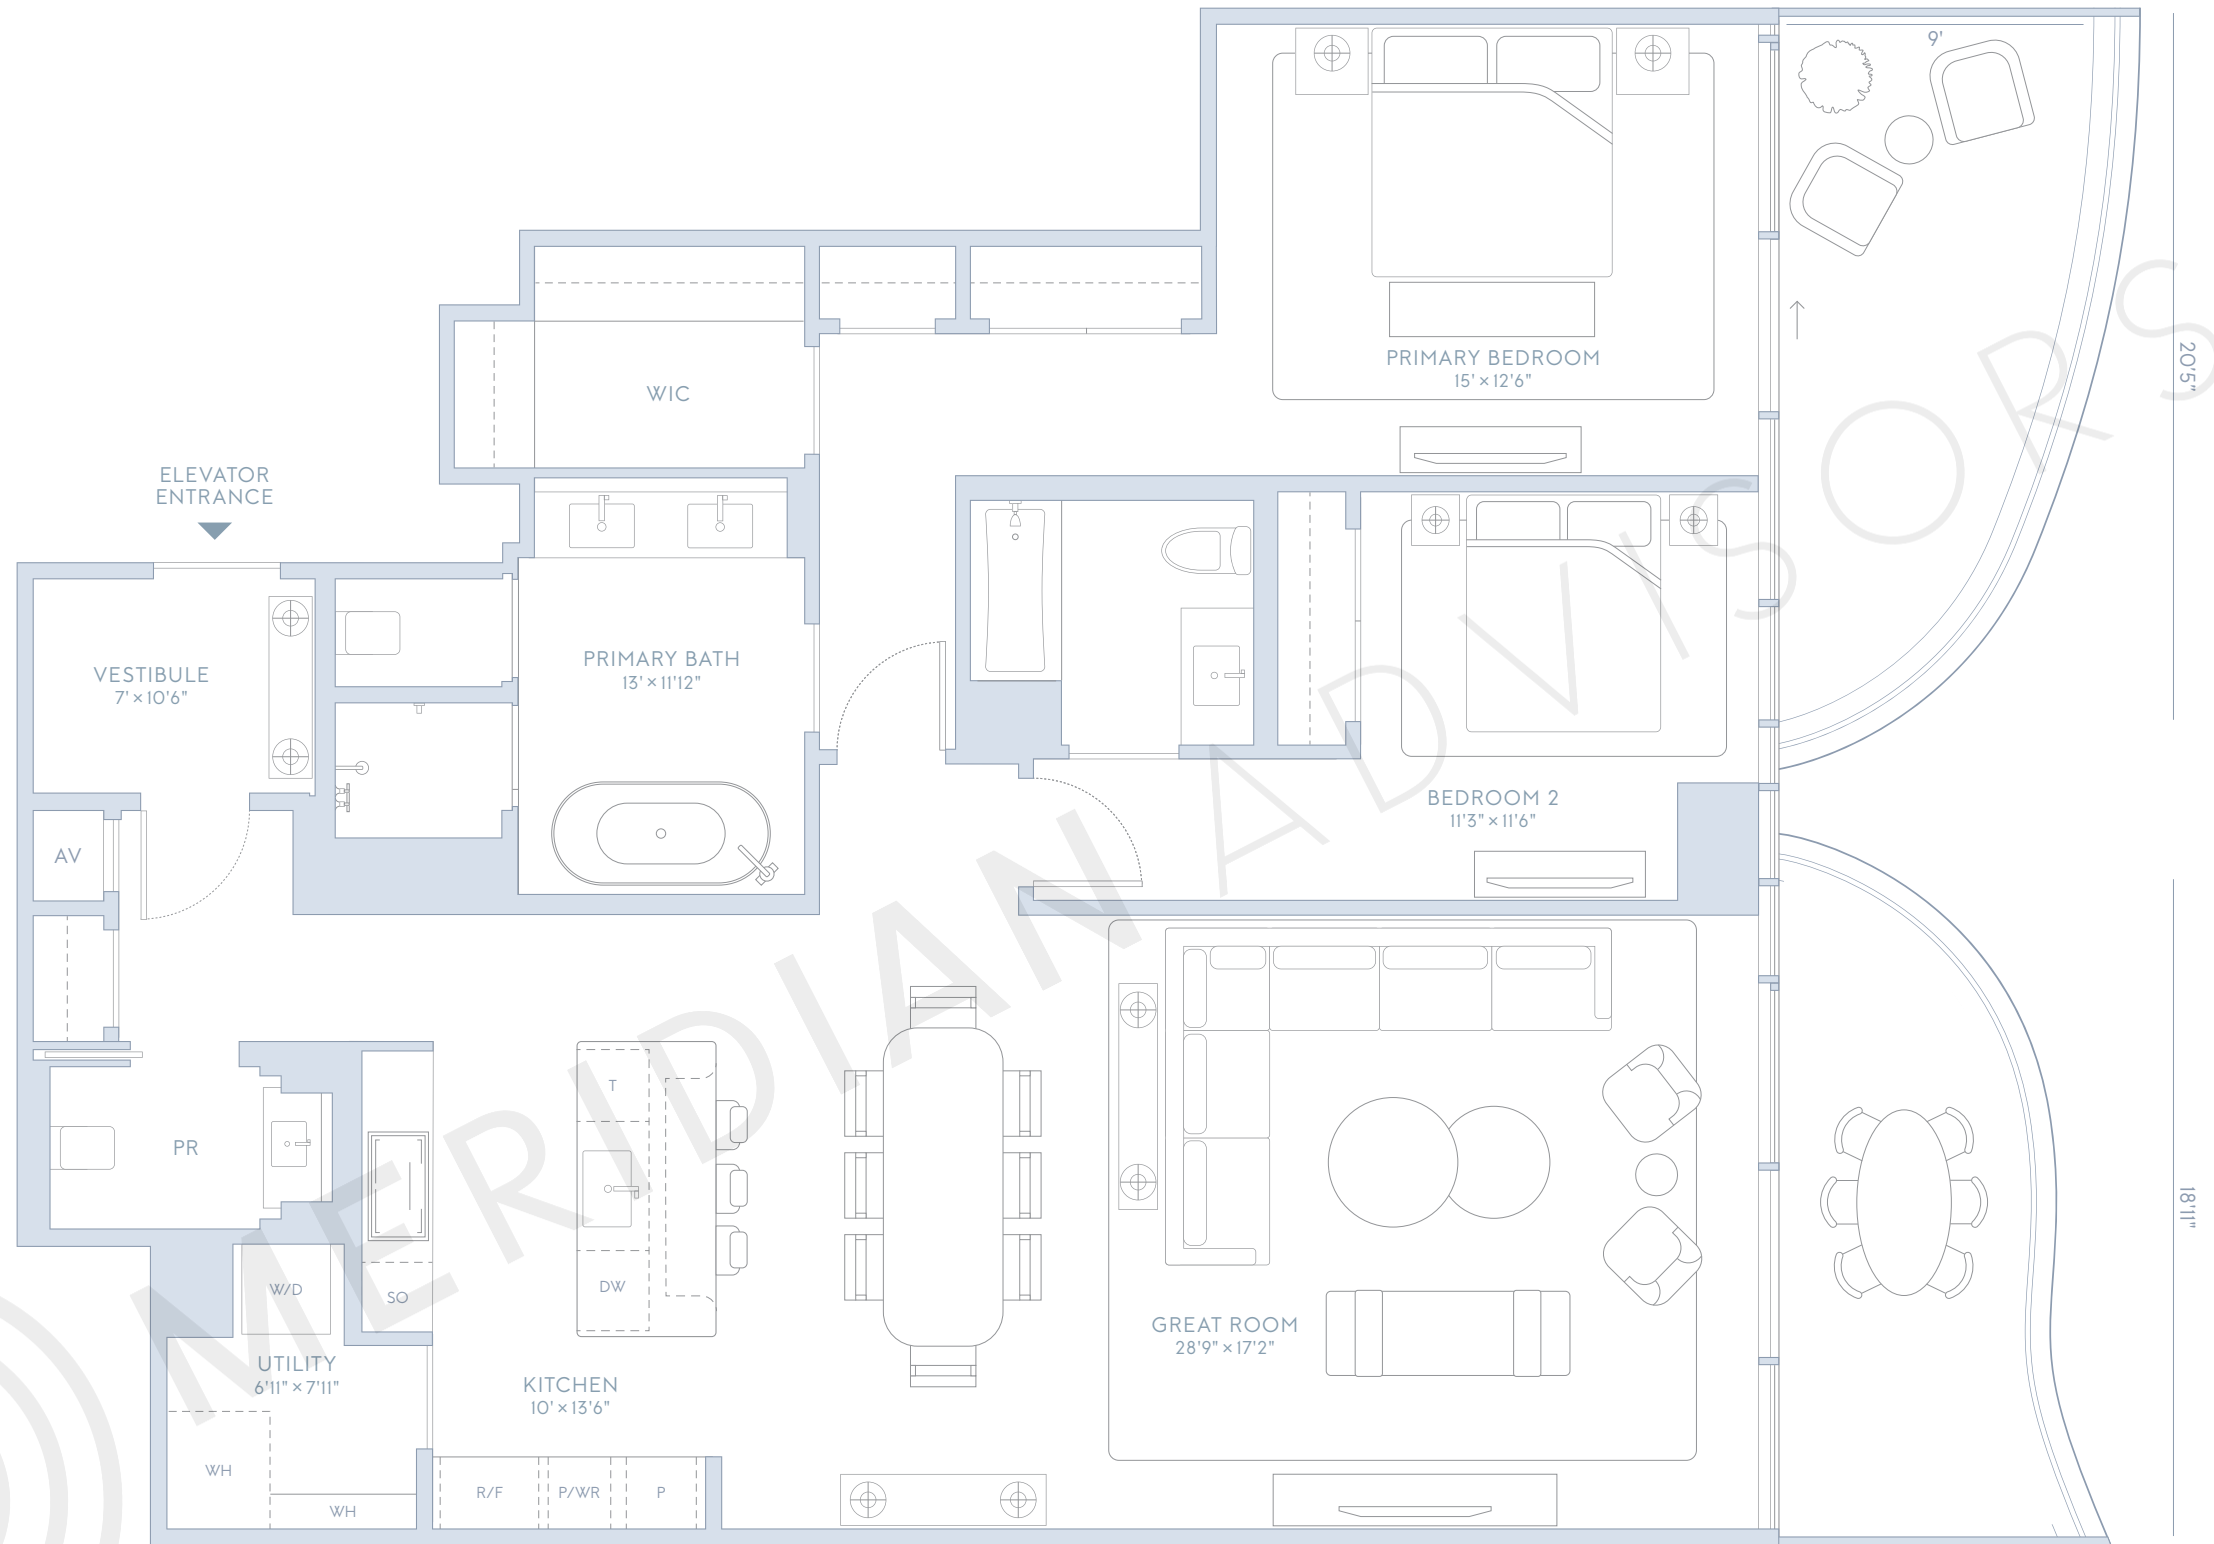 9'
PRIMARY BEDROOM
15' × 12'6"
20'5"
WIC
ELEVATOR
ENTRANCE
VESTIBULE
7' × 10'6"
PRIMARY BATH
13' × 11'12"
BEDROOM 2
11'3" × 11'6"
AV
T
PR
DW
W/D
SO
18'11"
GREAT ROOM
28'9" × 17'2"
UTILITY
6'11" × 7'11"
KITCHEN
10' × 13'6"
WH
WH
R/F
P/WR
P
MERIDIAN ADVISORS